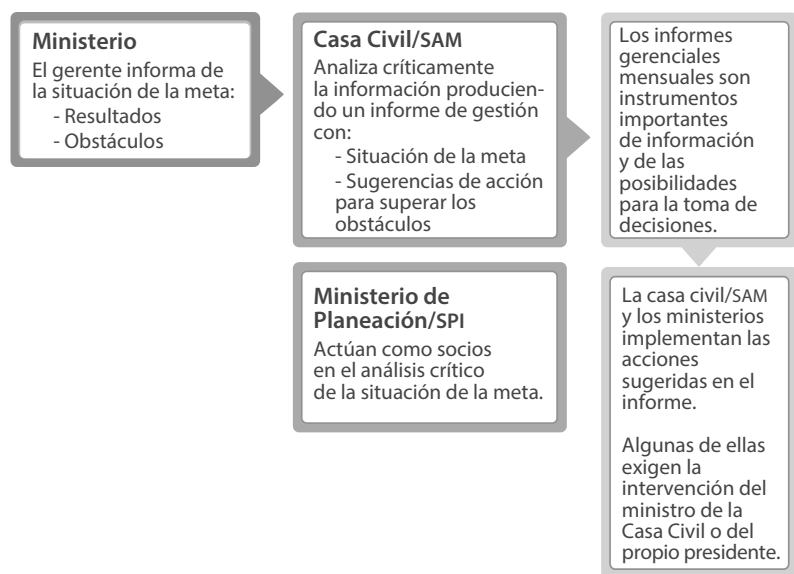 Ministerio
El gerente informa de
la situación de la meta:
- Resultados
- Obstáculos
Casa Civil/SAM
Analiza críticamente
la información producien-
do un informe de gestión
con:
- Situación de la meta
- Sugerencias de acción
para superar los
obstáculos
Los informes
gerenciales
mensuales son
instrumentos
importantes
de información
y de las
posibilidades
para la toma de
decisiones.
Ministerio de
Planeación/SPI
Actúan como socios
en el análisis crítico
de la situación de la meta.
La casa civil/SAM
y los ministerios
implementan las
acciones
sugeridas en el
informe.
Algunas de ellas
exigen la
intervención del
ministro de la
Casa Civil o del
propio presidente.